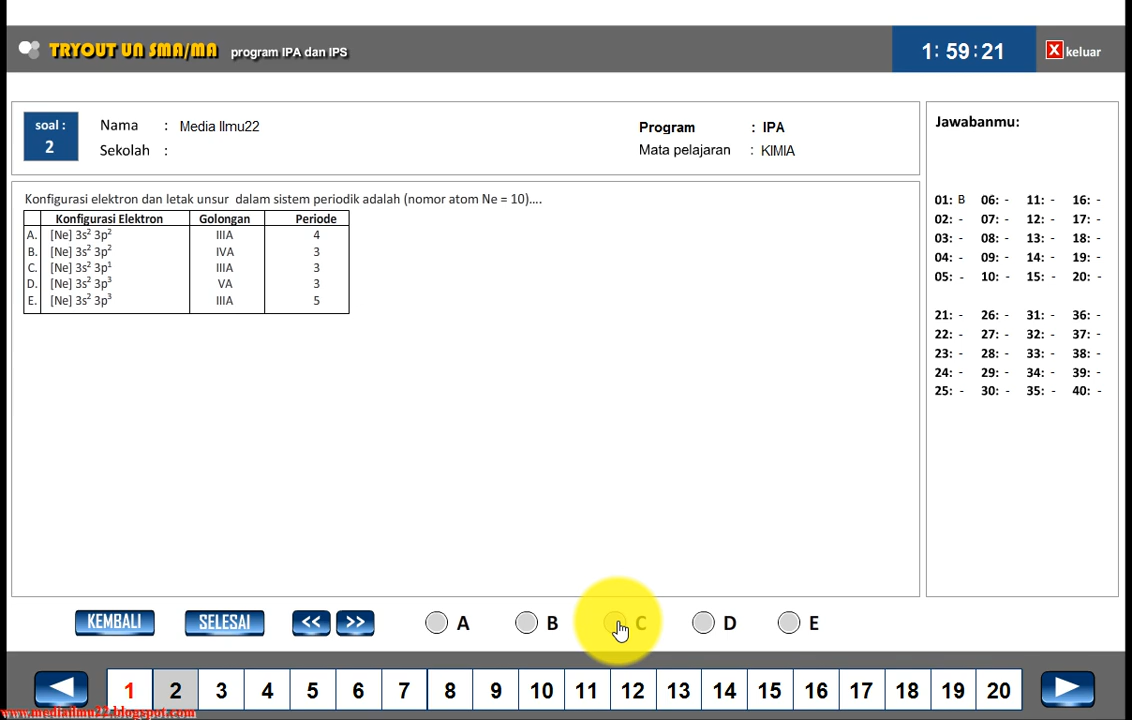 TRYOUT UN SMA/MA program IPA dan IPS 1: 59: 21 X keluar
soal : 2
Nama : Media Ilmu22
Sekolah :
Program : IPA
Mata pelajaran : KIMIA
Konfigurasi elektron dan letak unsur dalam sistem periodik adalah (nomor atom Ne = 10)....
Konfigurasi Elektron Golongan Periode
A. [Ne] 3s² 3p² IIIA 4
B. [Ne] 3s² 3p² IVA 3
C. [Ne] 3s² 3p¹ IIIA 3
D. [Ne] 3s² 3p³ VA 3
E. [Ne] 3s² 3p³ IIIA 5
Jawabanmu:
01: B 06: - 11: - 16: -
02: - 07: - 12: - 17: -
03: - 08: - 13: - 18: -
04: - 09: - 14: - 19: -
05: - 10: - 15: - 20: -
21: - 26: - 31: - 36: -
22: - 27: - 32: - 37: -
23: - 28: - 33: - 38: -
24: - 29: - 34: - 39: -
25: - 30: - 35: - 40: -
KEMBALI SELESAI << >> A B C D E
1 2 3 4 5 6 7 8 9 10 11 12 13 14 15 16 17 18 19 20
www.mediailmu22.blogspot.com